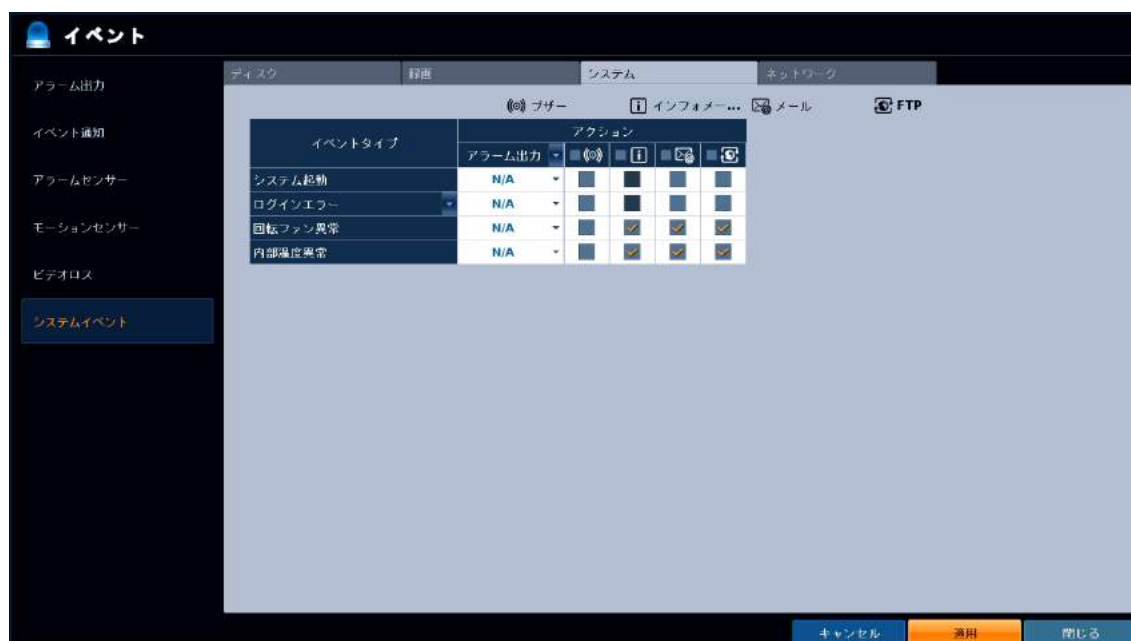 イベント
アラーム出力
イベント通知
アラームセンサー
モーションセンサー
ビデオロス
システムイベント
ディスク 録画 システム ネットワーク
ブザー インフォメー... メール FTP
イベントタイプ アクション
アラーム出力
システム起動 N/A
ログインエラー N/A
回転ファン異常 N/A
内部温度異常 N/A
キャンセル 適用 閉じる